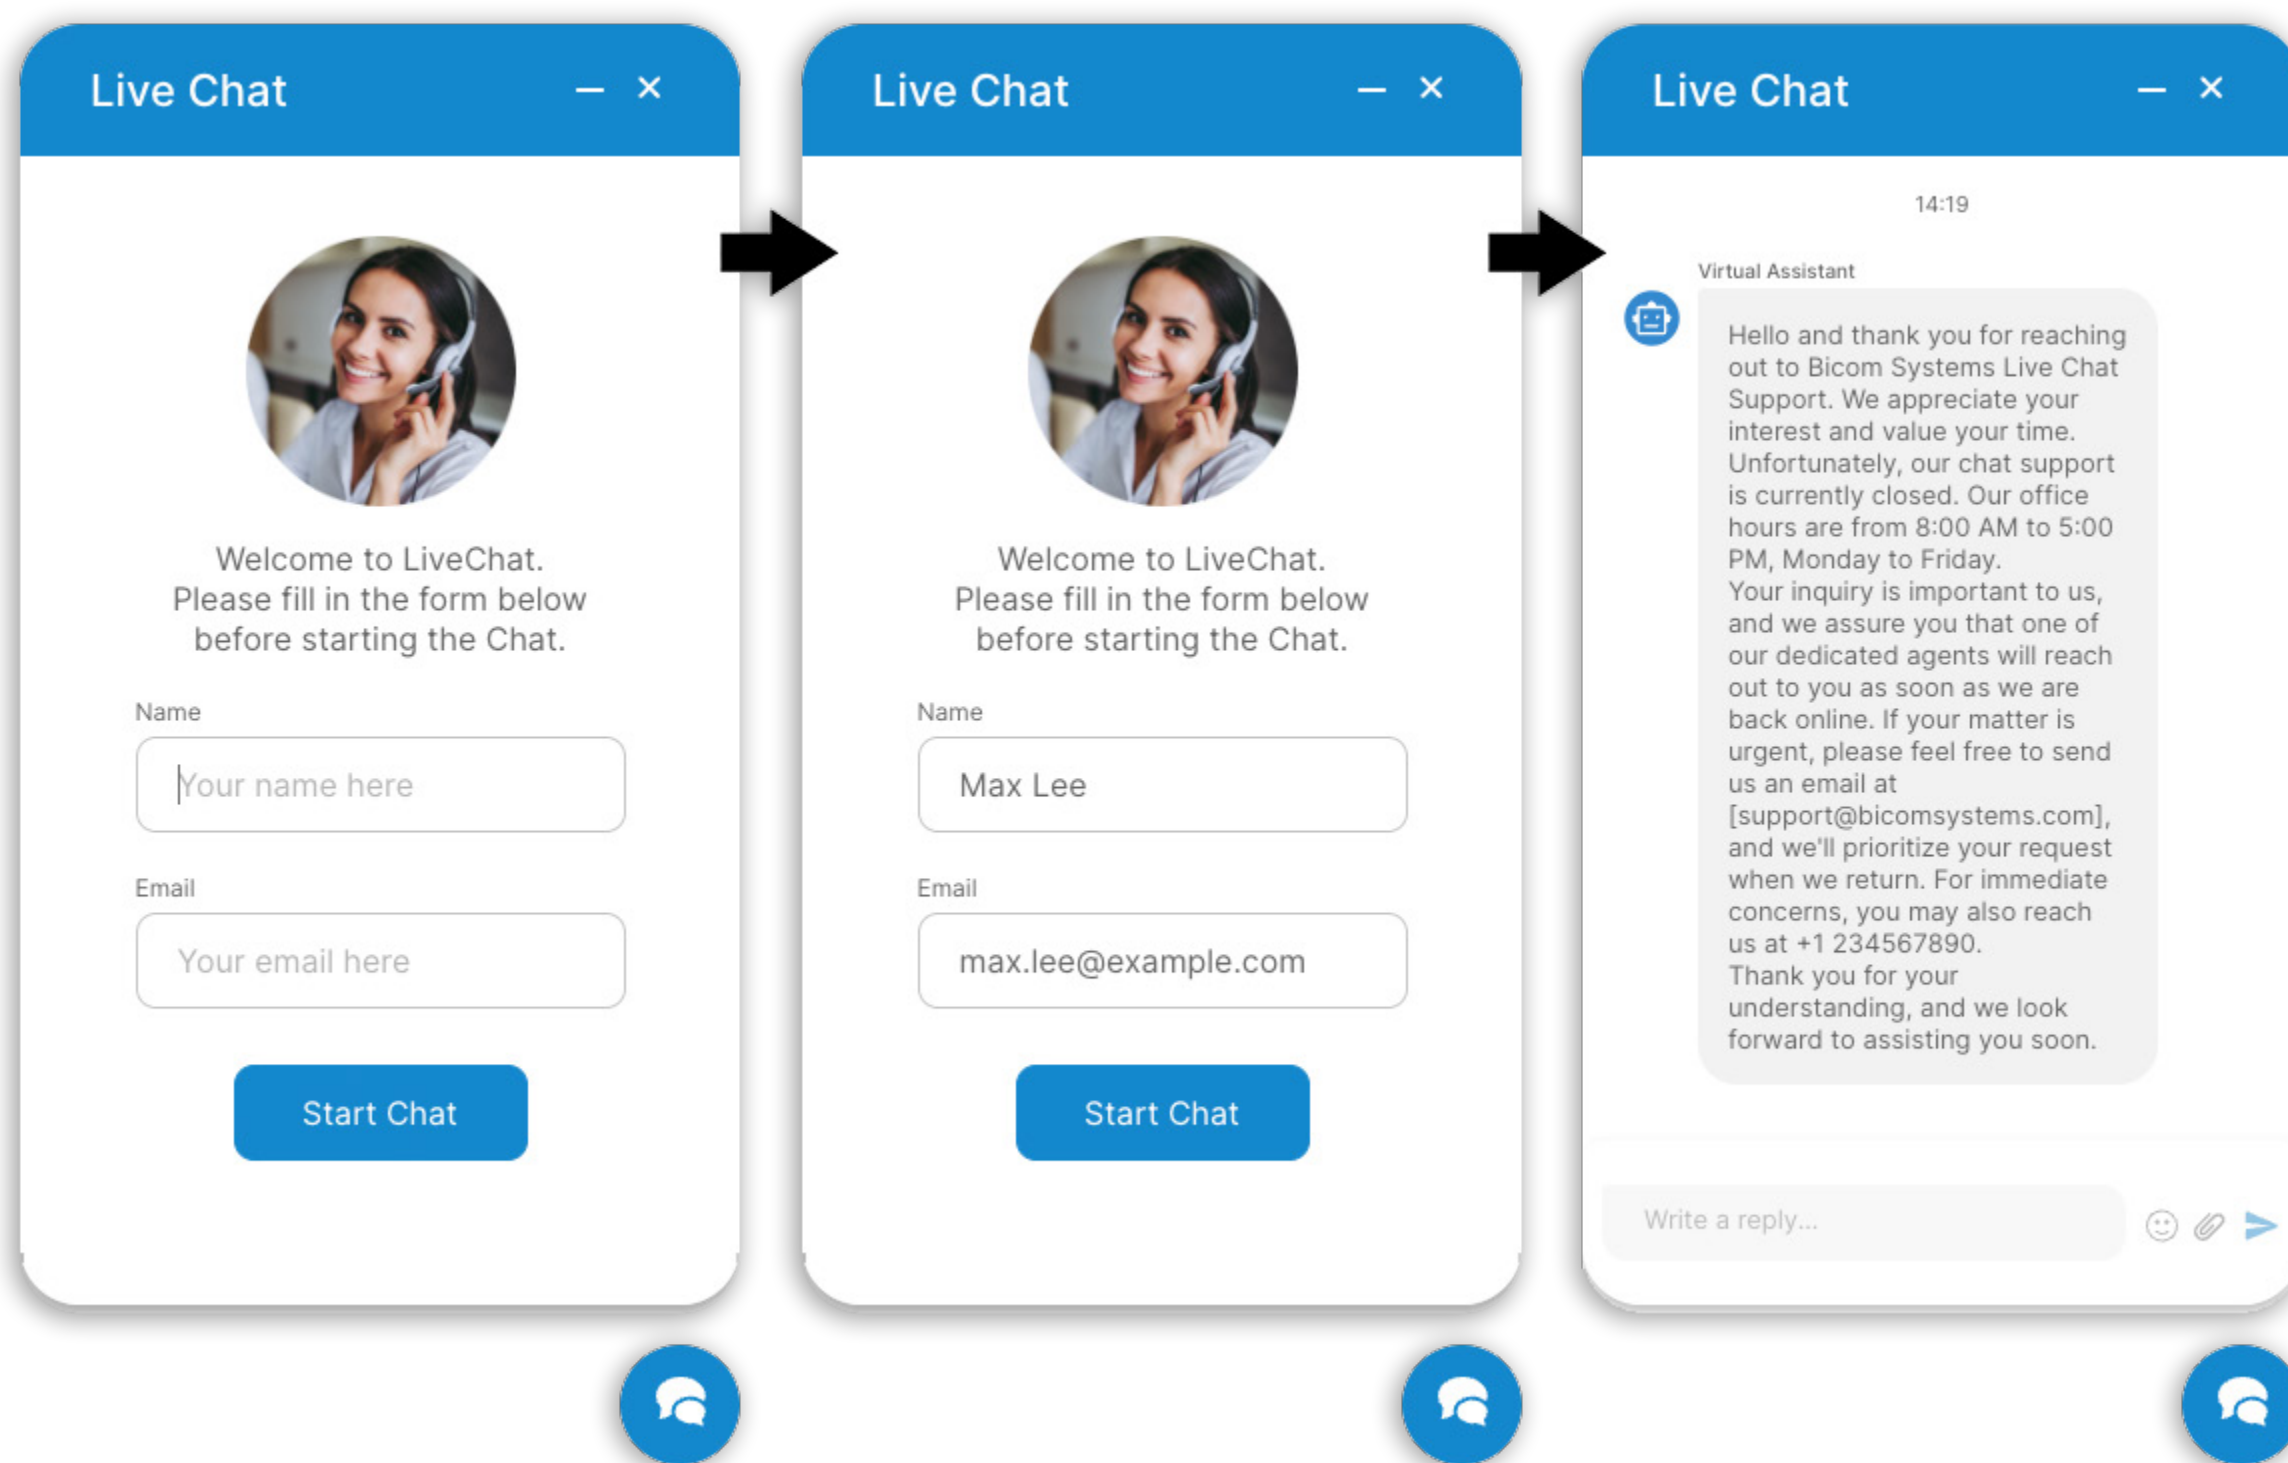 Live Chat
Welcome to LiveChat.
Please fill in the form below
before starting the Chat.
Name
Your name here
Email
Your email here
Start Chat
Live Chat
Welcome to LiveChat.
Please fill in the form below
before starting the Chat.
Name
Max Lee
Email
max.lee@example.com
Start Chat
Live Chat
14:19
Virtual Assistant
Hello and thank you for reaching
out to Bicom Systems Live Chat
Support. We appreciate your
interest and value your time.
Unfortunately, our chat support
is currently closed. Our office
hours are from 8:00 AM to 5:00
PM, Monday to Friday.
Your inquiry is important to us,
and we assure you that one of
our dedicated agents will reach
out to you as soon as we are
back online. If your matter is
urgent, please feel free to send
us an email at
[support@bicomsystems.com],
and we'll prioritize your request
when we return. For immediate
concerns, you may also reach
us at +1 234567890.
Thank you for your
understanding, and we look
forward to assisting you soon.
Write a reply...